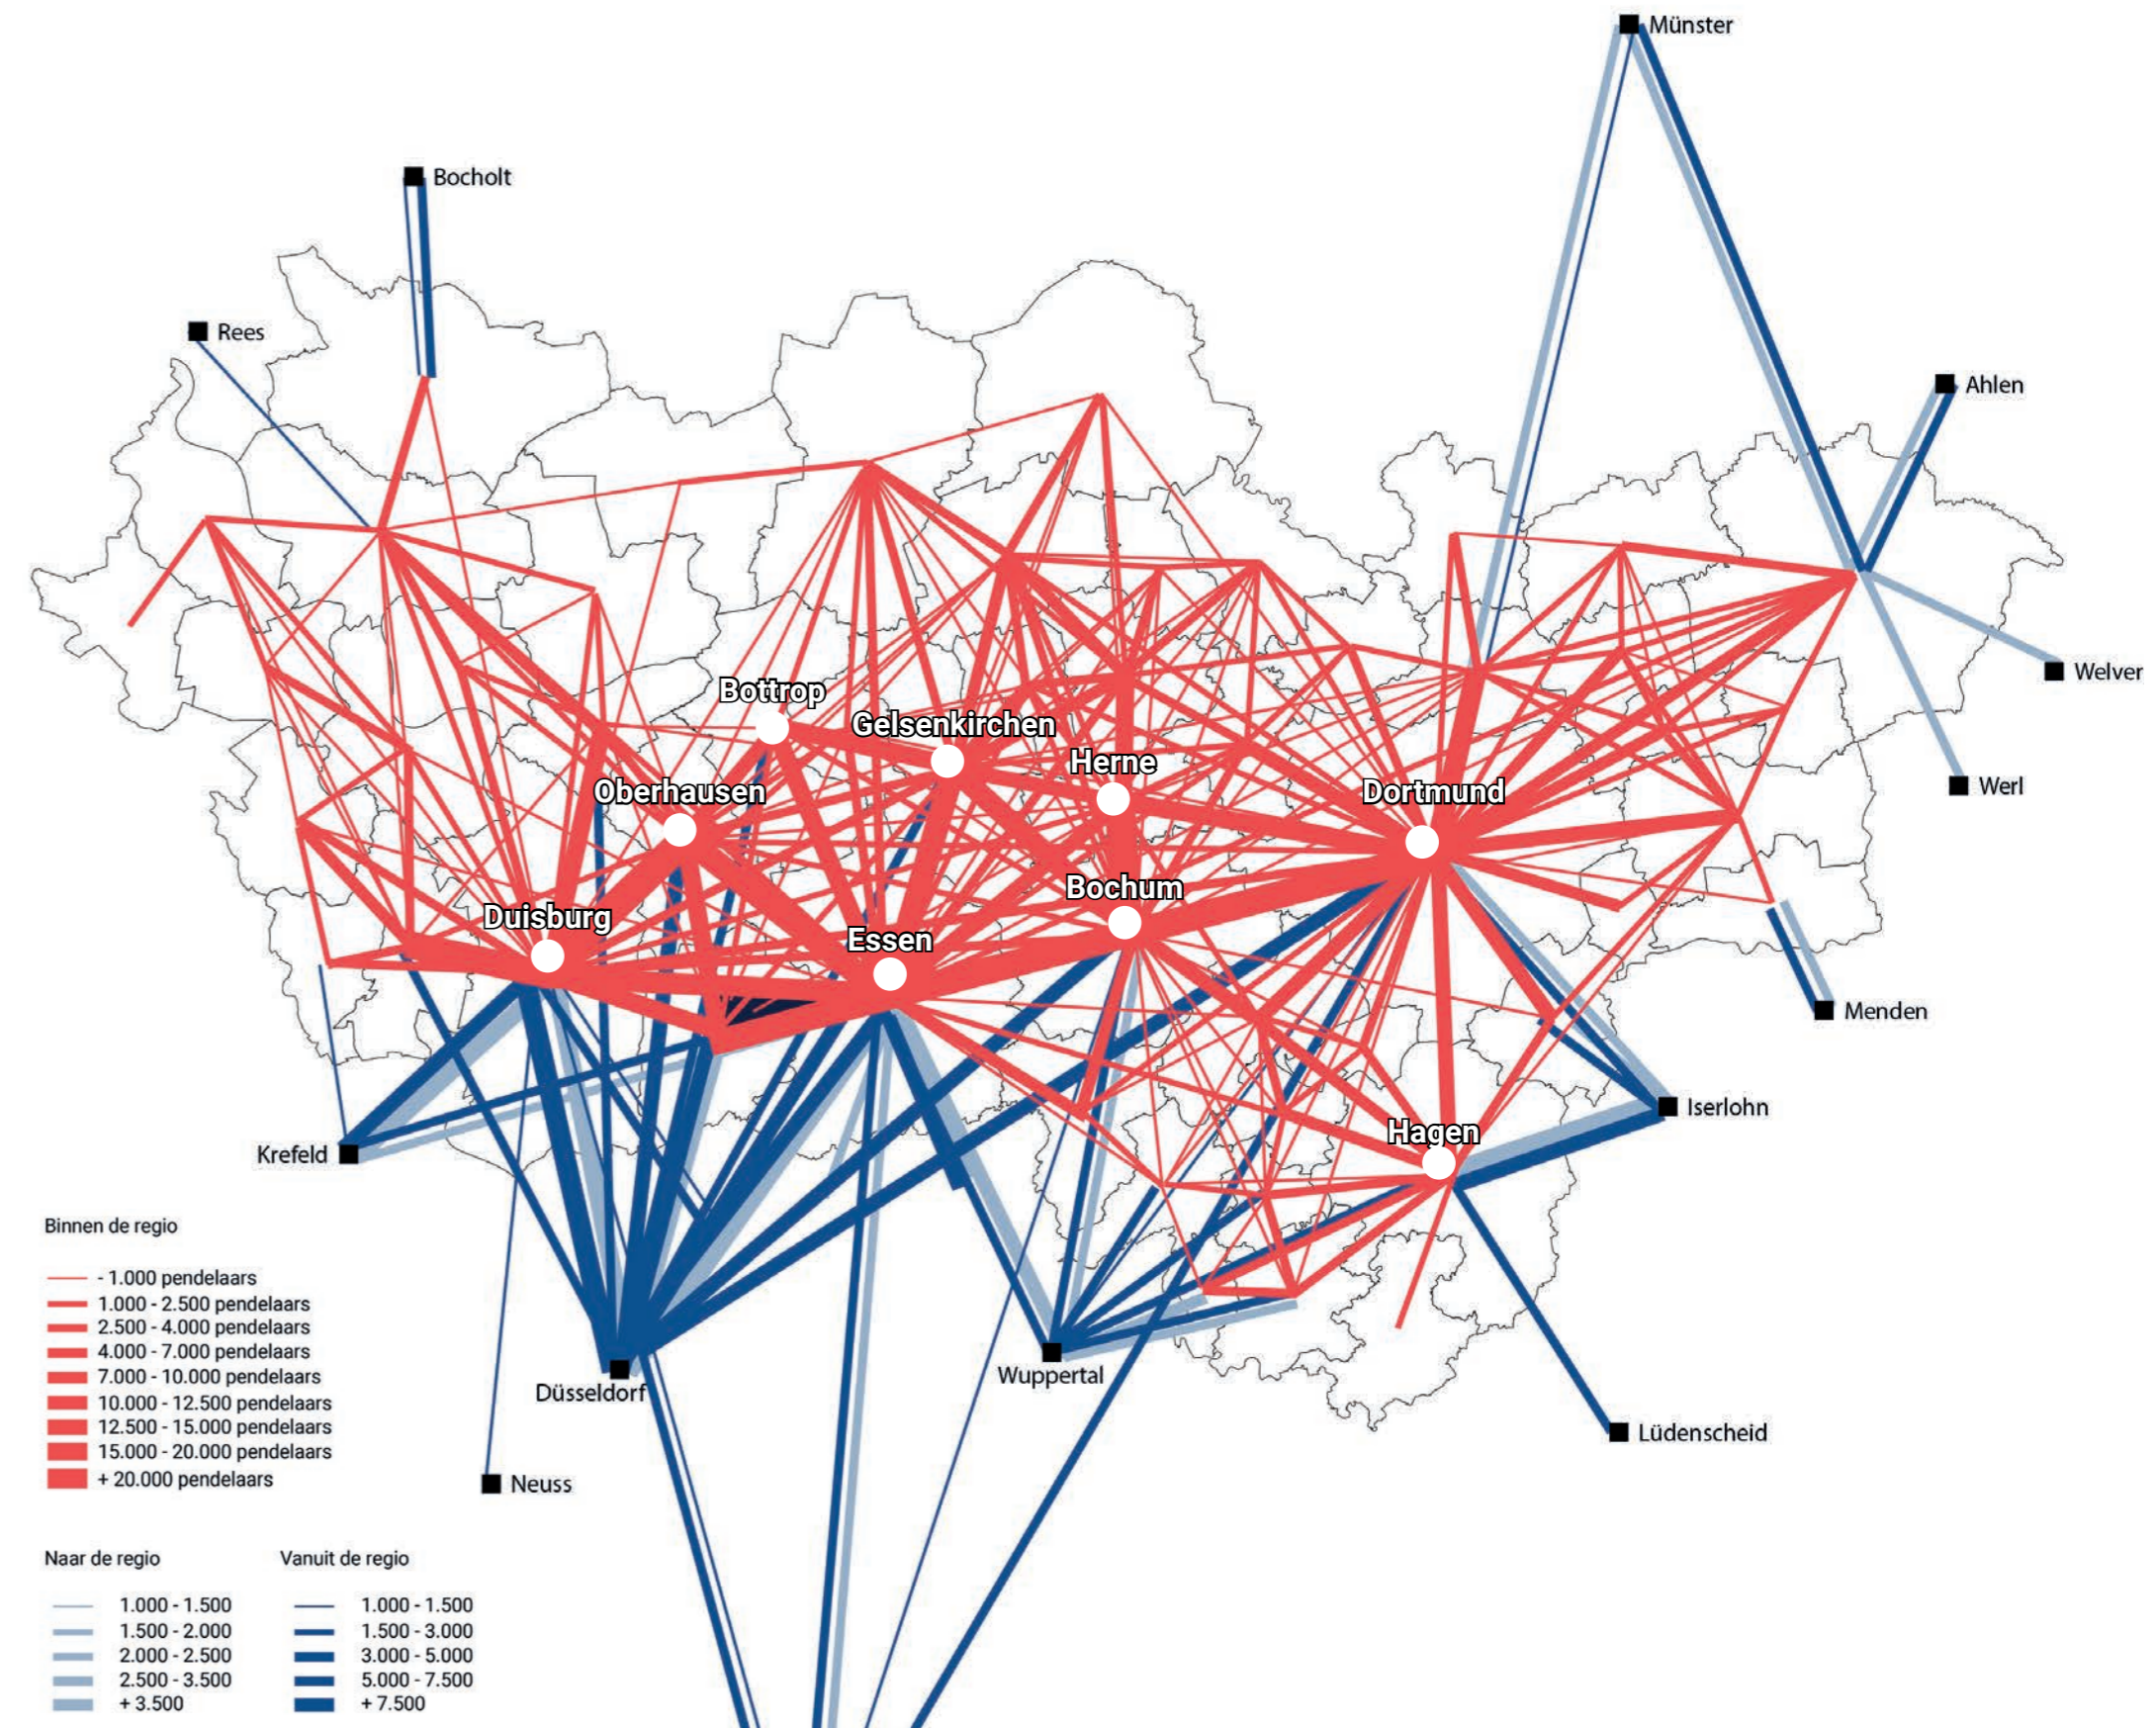 Münster
Bocholt
Rees
Ahlen
Welver
Bottrop
Gelsenkirchen
Herne
Oberhausen
Dortmund
Werl
Bochum
Duisburg
Essen
Menden
Iserlohn
Hagen
Krefeld
Wuppertal
Düsseldorf
Lüdenscheid
Neuss
Binnen de regio
- 1.000 pendelaars
1.000 - 2.500 pendelaars
2.500 - 4.000 pendelaars
4.000 - 7.000 pendelaars
7.000 - 10.000 pendelaars
10.000 - 12.500 pendelaars
12.500 - 15.000 pendelaars
15.000 - 20.000 pendelaars
+ 20.000 pendelaars
Naar de regio
1.000 - 1.500
1.500 - 2.000
2.000 - 2.500
2.500 - 3.500
+ 3.500
Vanuit de regio
1.000 - 1.500
1.500 - 3.000
3.000 - 5.000
5.000 - 7.500
+ 7.500